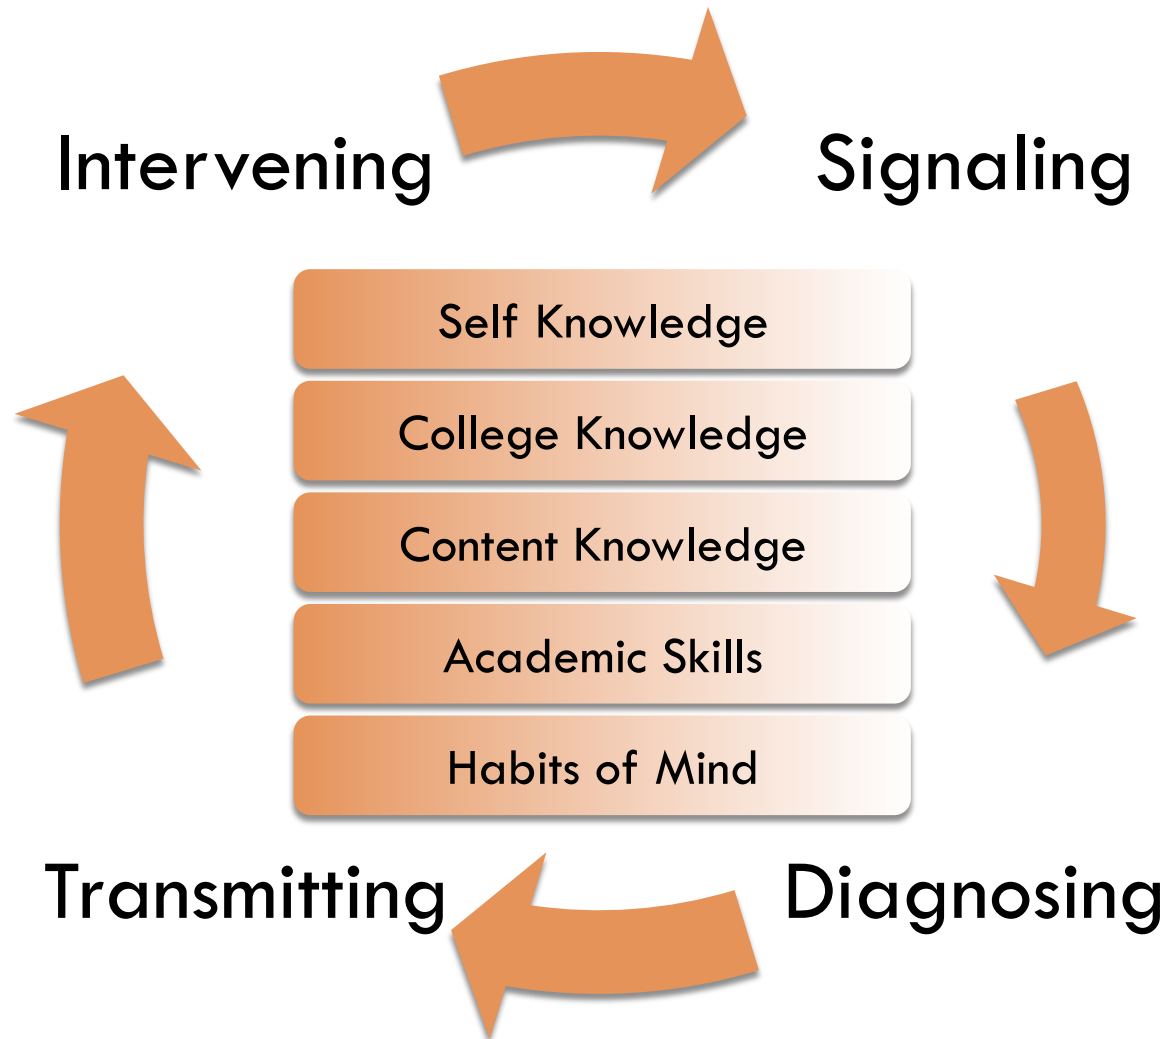 Intervening
Signaling
Self Knowledge
College Knowledge
Content Knowledge
Academic Skills
Habits of Mind
Transmitting
Diagnosing